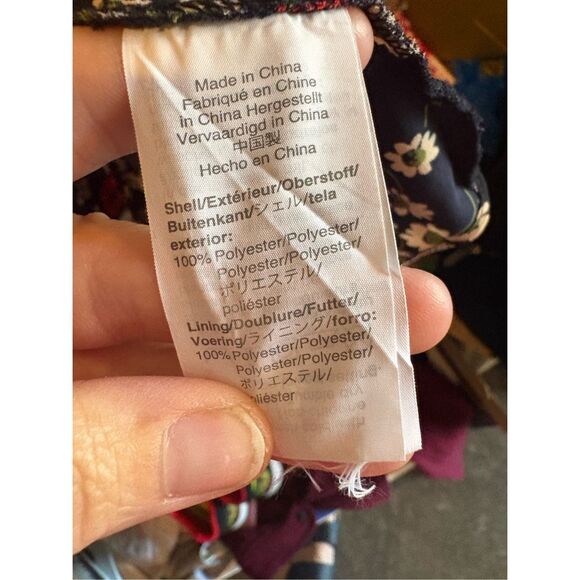 Made in China
Fabriqué en Chine
In China Hergestellt
Vervaardigd in China
中国製
Hecho en China
Shell/Extérieur/Oberstoff/
Buitenkant/シェル/tela
exterior:
100% Polyester/Polyester/
Polyester/Polyester/
ポリエステル/
poliéster
Lining/Doublure/Futter/
Voering/ライニング/forro:
100% Polyester/Polyester/
Polyester/Polyester/
ポリエステル/
poliéster